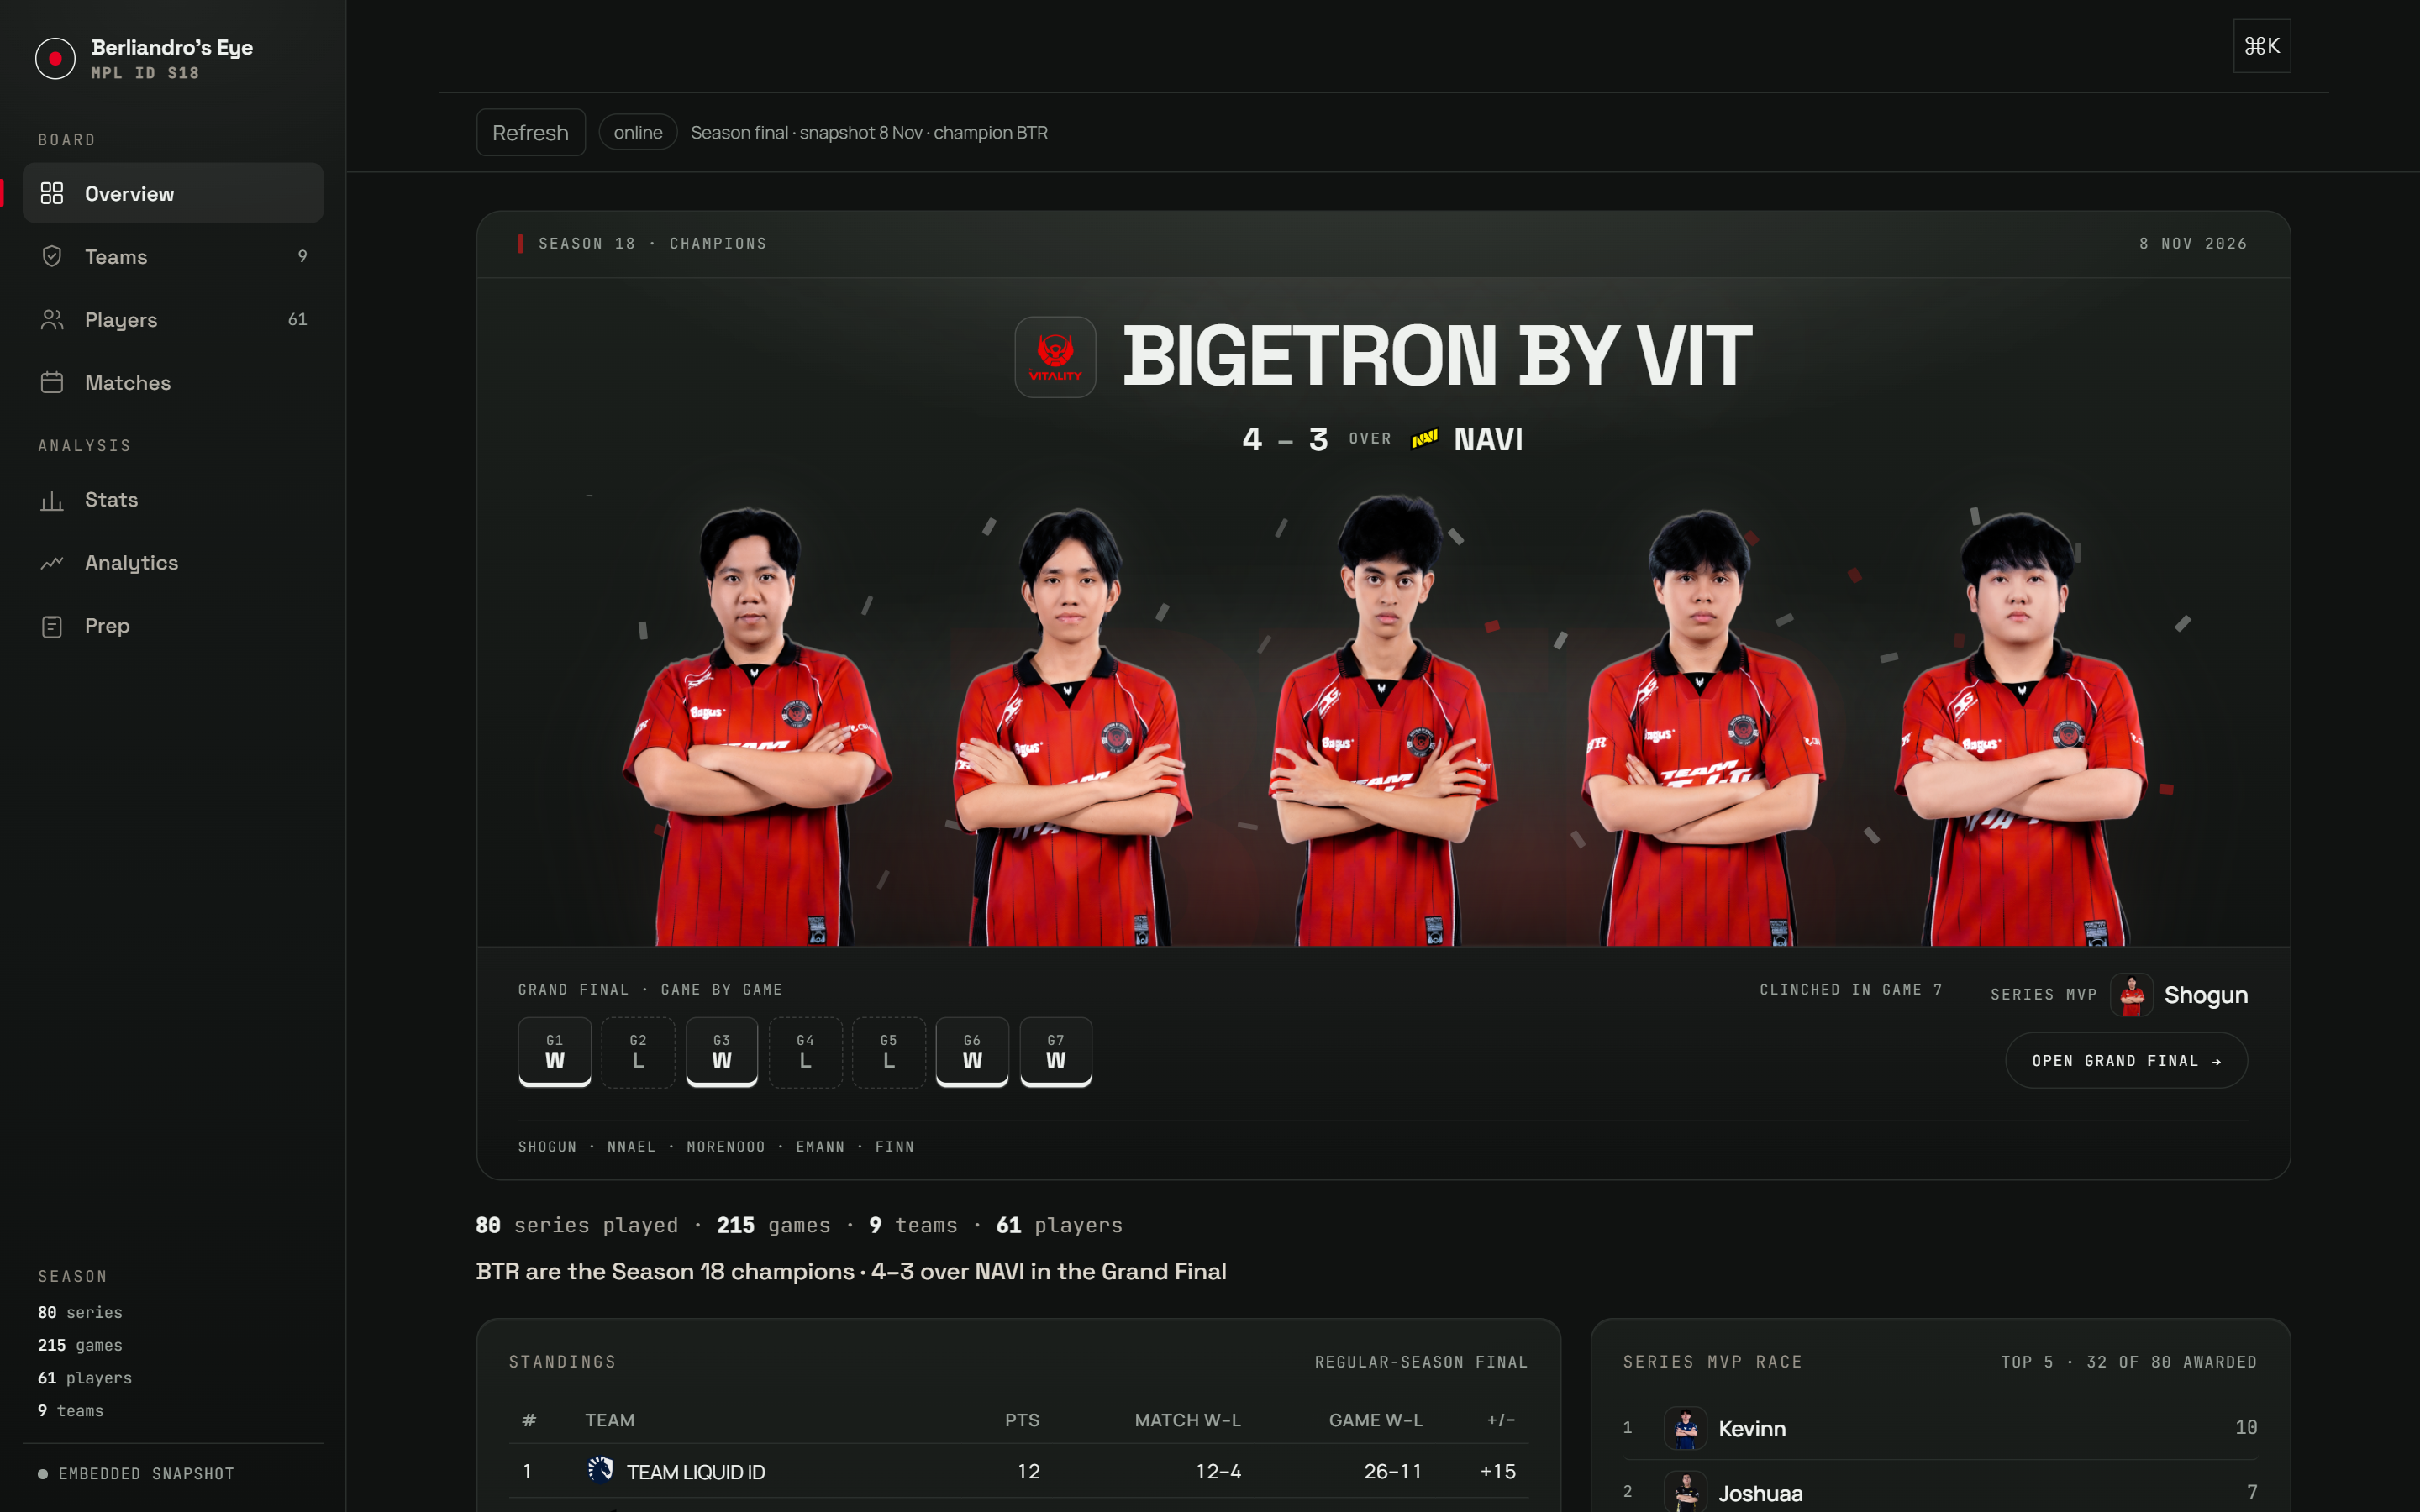 Berliandro's Eye
MPL ID S18
BOARD
Overview
Teams 9
Players 61
Matches
ANALYSIS
Stats
Analytics
Prep
SEASON
80 series
215 games
61 players
9 teams
EMBEDDED SNAPSHOT
⌘K
Refresh online Season final · snapshot 8 Nov · champion BTR
SEASON 18 · CHAMPIONS 8 NOV 2026
VITALITY
BIGETRON BY VIT
4 – 3 OVER NAVI NAVI
GRAND FINAL · GAME BY GAME CLINCHED IN GAME 7 SERIES MVP Shogun
G1 G2 G3 G4 G5 G6 G7
W L W L L W W
OPEN GRAND FINAL →
SHOGUN · NNAEL · MORENOOO · EMANN · FINN
80 series played · 215 games · 9 teams · 61 players
BTR are the Season 18 champions · 4–3 over NAVI in the Grand Final
STANDINGS REGULAR-SEASON FINAL
# TEAM PTS MATCH W–L GAME W–L +/−
1 TEAM LIQUID ID 12 12–4 26–11 +15
SERIES MVP RACE TOP 5 · 32 OF 80 AWARDED
1 Kevinn 10
2 Joshuaa 7